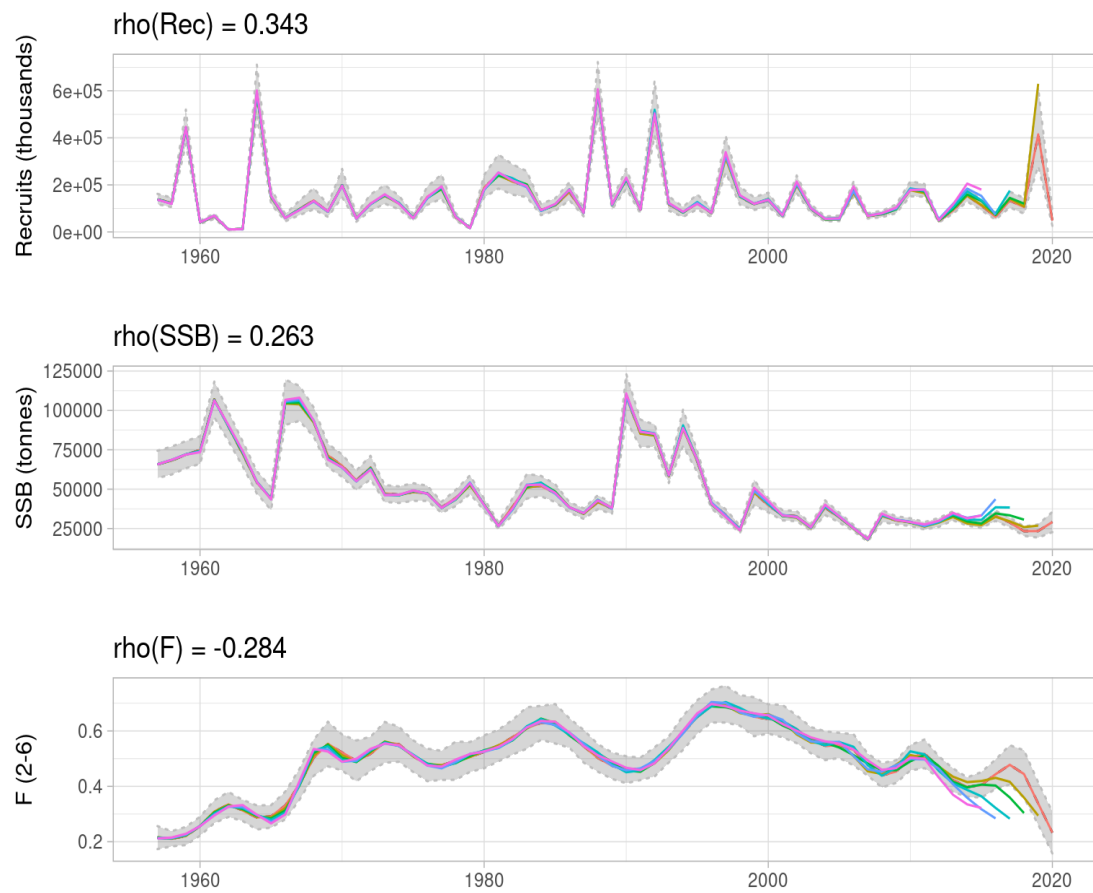 rho(Rec) = 0.343
Recruits (thousands)
6e+05
4e+05
2e+05
0e+00
1960 1980 2000 2020
rho(SSB) = 0.263
SSB (tonnes)
125000
100000
75000
50000
25000
1960 1980 2000 2020
rho(F) = -0.284
F (2-6)
0.6
0.4
0.2
1960 1980 2000 2020